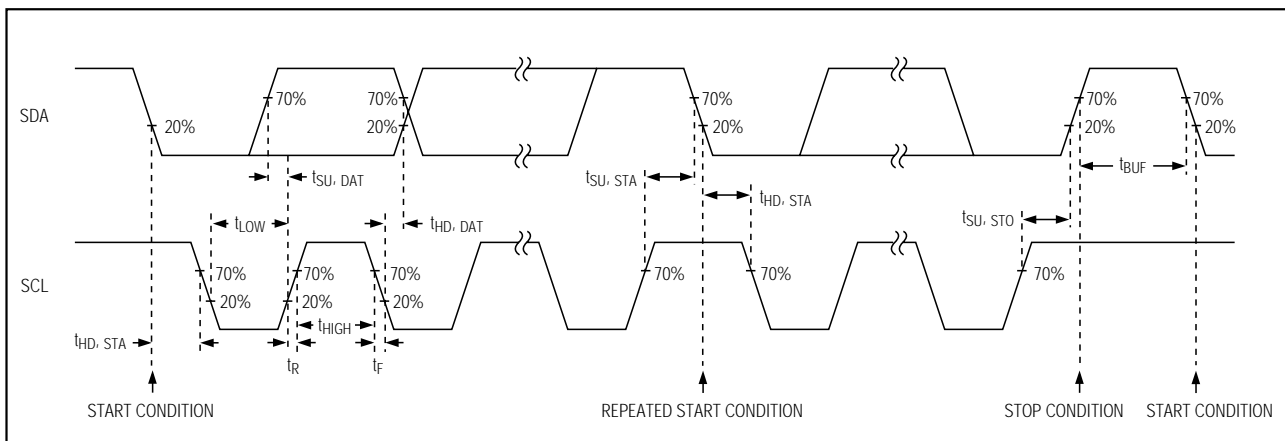 SDA
20%
70%
70%
20%
70%
20%
70%
20%
70%
20%
tSU, DAT
tSU, STA
tHD, STA
tBUF
tSU, STO
tLOW
tHD, DAT
SCL
70%
20%
70%
20%
70%
20%
70%
70%
70%
tHIGH
tHD, STA
tR
tF
START CONDITION
REPEATED START CONDITION
STOP CONDITION
START CONDITION